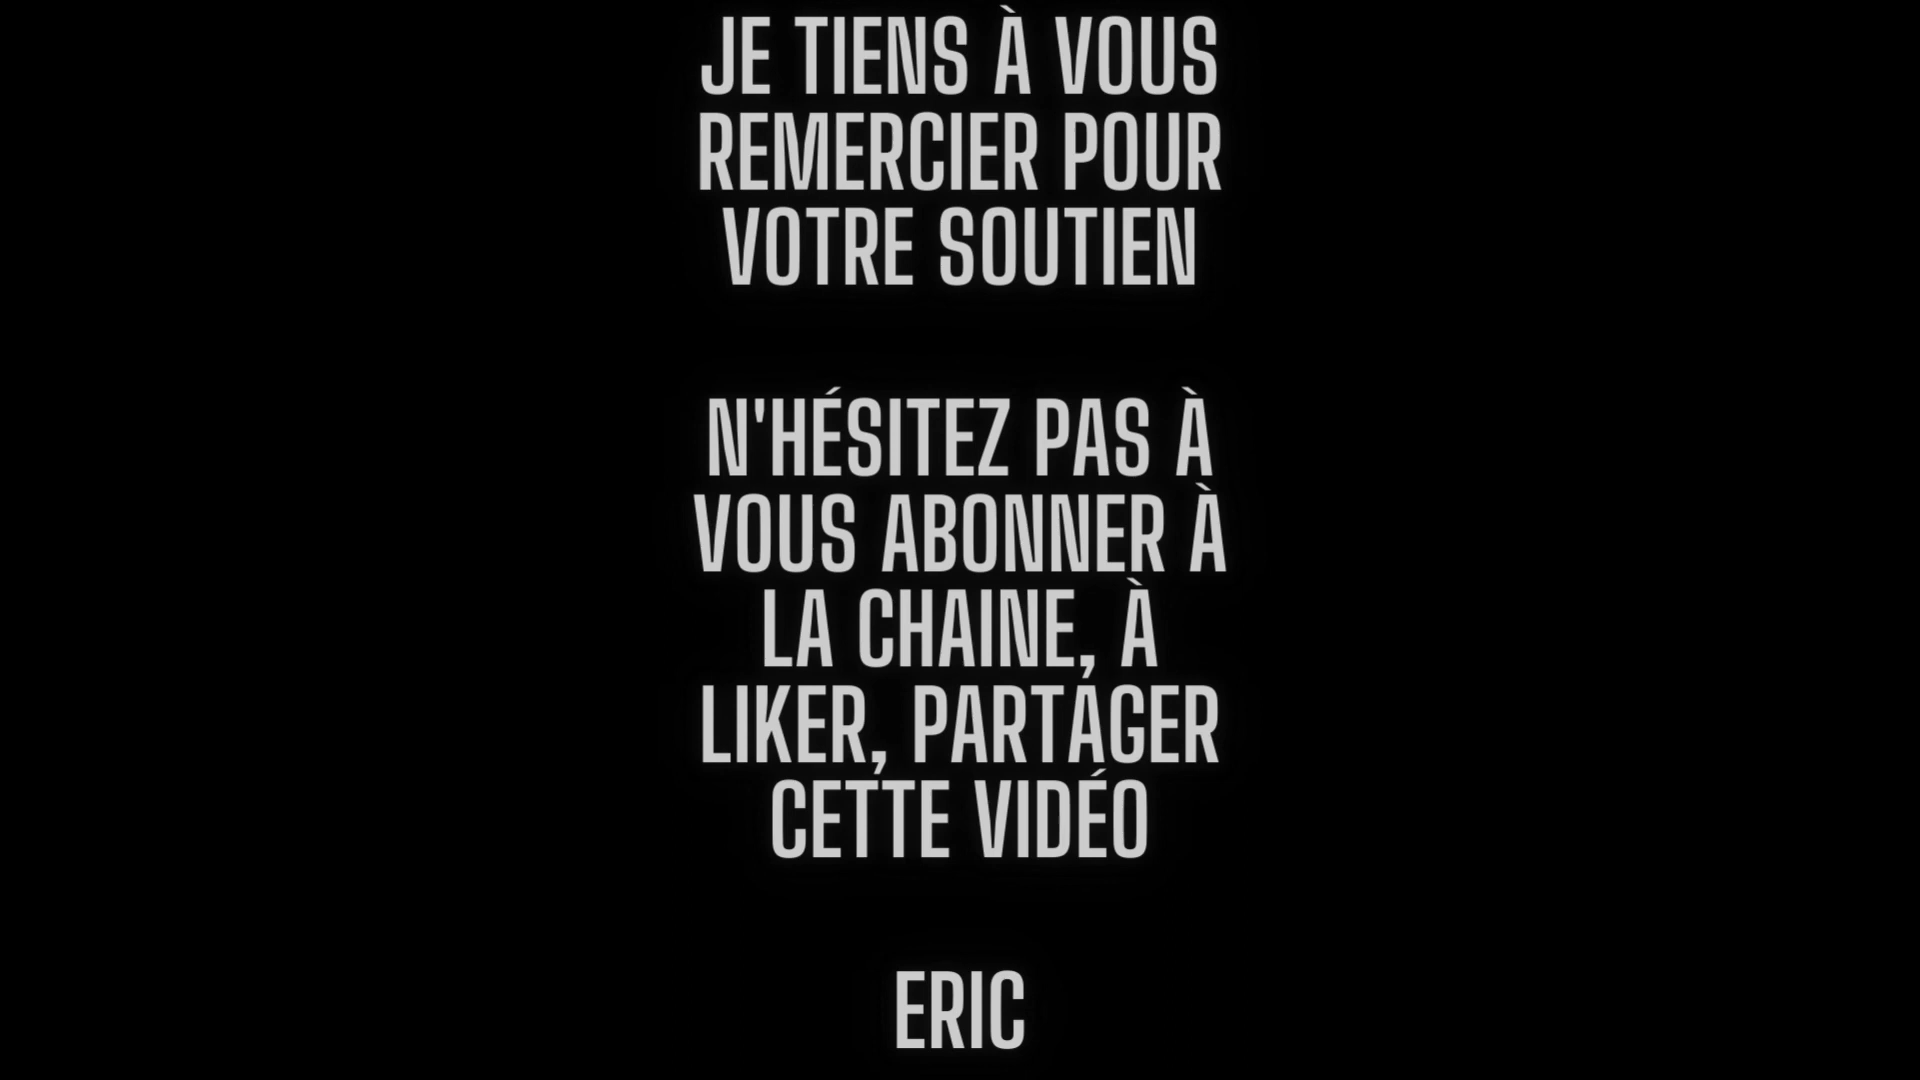 JE TIENS À VOUS
REMERCIER POUR
VOTRE SOUTIEN
N'HÉSITEZ PAS À
VOUS ABONNER À
LA CHAINE, À
LIKER, PARTAGER
CETTE VIDÉO
ERIC